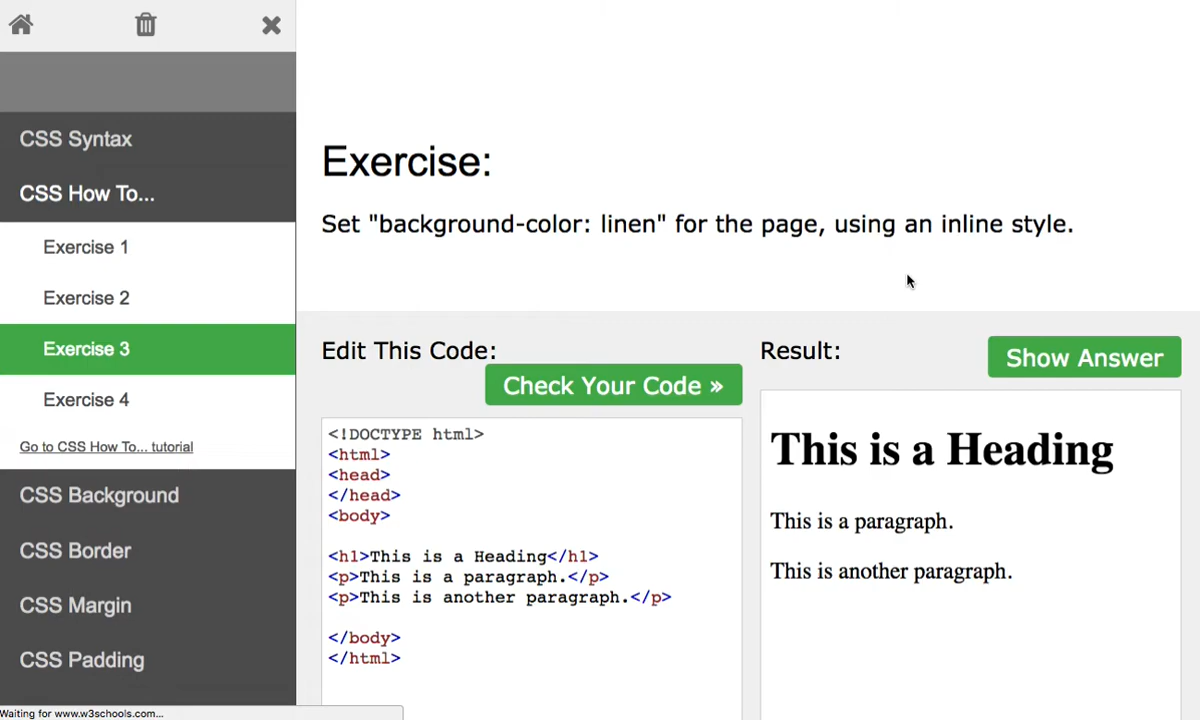 CSS Syntax
CSS How To...
Exercise 1
Exercise 2
Exercise 3
Exercise 4
Go to CSS How To... tutorial
CSS Background
CSS Border
CSS Margin
CSS Padding
Waiting for www.w3schools.com...
Exercise:
Set "background-color: linen" for the page, using an inline style.
Edit This Code:
Check Your Code »
<!DOCTYPE html>
<html>
<head>
</head>
<body>
<h1>This is a Heading</h1>
<p>This is a paragraph.</p>
<p>This is another paragraph.</p>
</body>
</html>
Result:
Show Answer
This is a Heading
This is a paragraph.
This is another paragraph.